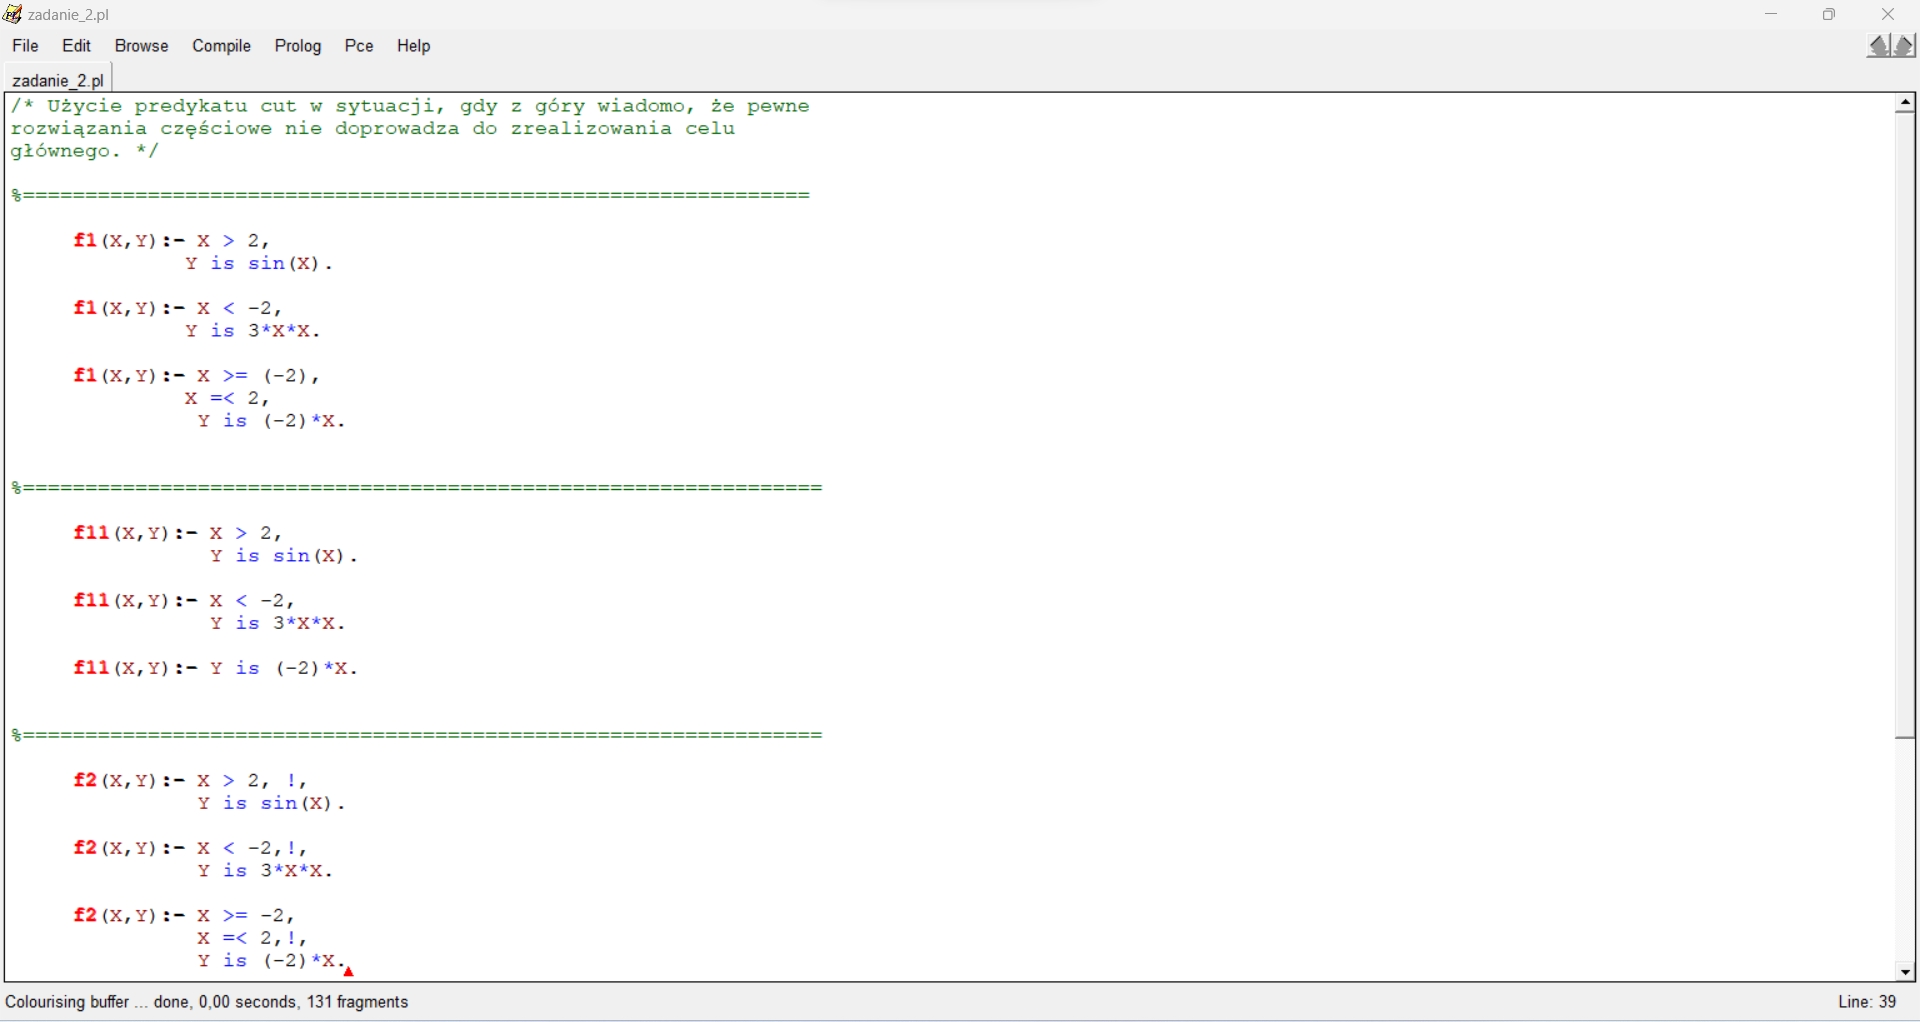 zadanie_2.pl
File Edit Browse Compile Prolog Pce Help
zadanie_2.pl
/* Użycie predykatu cut w sytuacji, gdy z góry wiadomo, że pewne
rozwiązania częściowe nie doprowadza do zrealizowania celu
głównego. */
%===============================================================
f1(X,Y):- X > 2,
Y is sin(X).
f1(X,Y):- X < -2,
Y is 3*X*X.
f1(X,Y):- X >= (-2),
X =< 2,
Y is (-2)*X.
%================================================================
f11(X,Y):- X > 2,
Y is sin(X).
f11(X,Y):- X < -2,
Y is 3*X*X.
f11(X,Y):- Y is (-2)*X.
%================================================================
f2(X,Y):- X > 2, !,
Y is sin(X).
f2(X,Y):- X < -2,!,
Y is 3*X*X.
f2(X,Y):- X >= -2,
X =< 2,!,
Y is (-2)*X.
Colourising buffer ... done, 0,00 seconds, 131 fragments
Line: 39